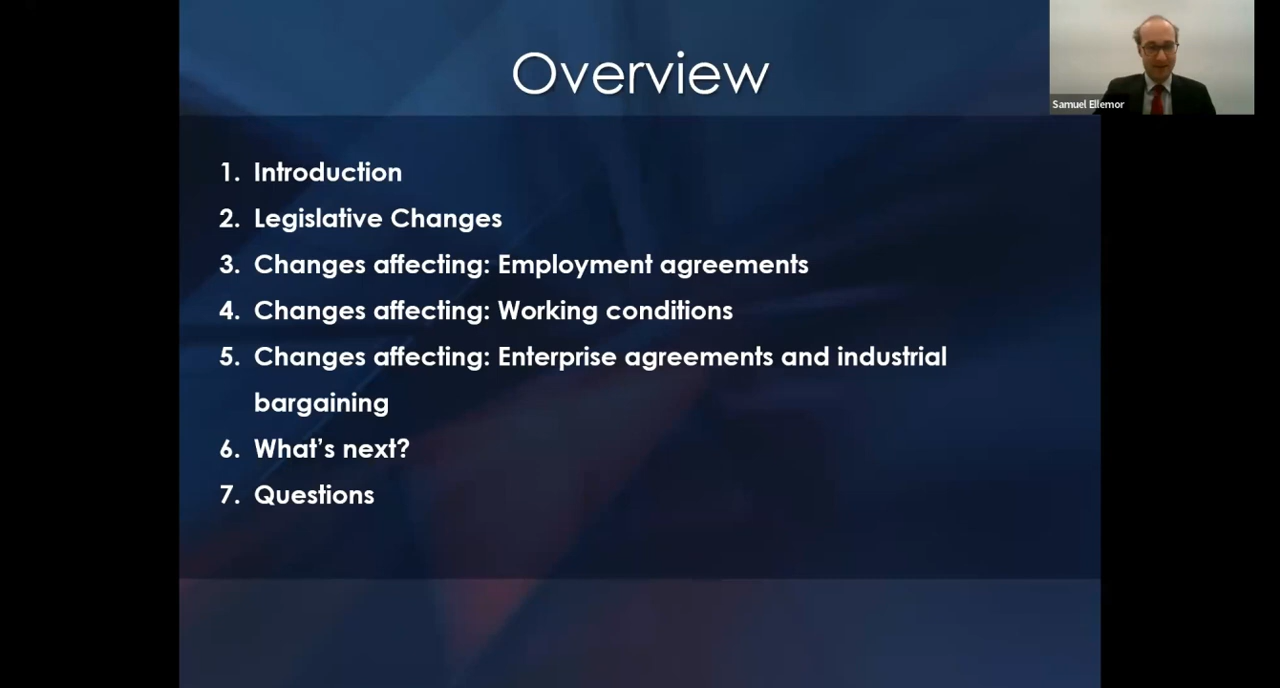 Overview
Samuel Ellemor
1. Introduction
2. Legislative Changes
3. Changes affecting: Employment agreements
4. Changes affecting: Working conditions
5. Changes affecting: Enterprise agreements and industrial
bargaining
6. What’s next?
7. Questions